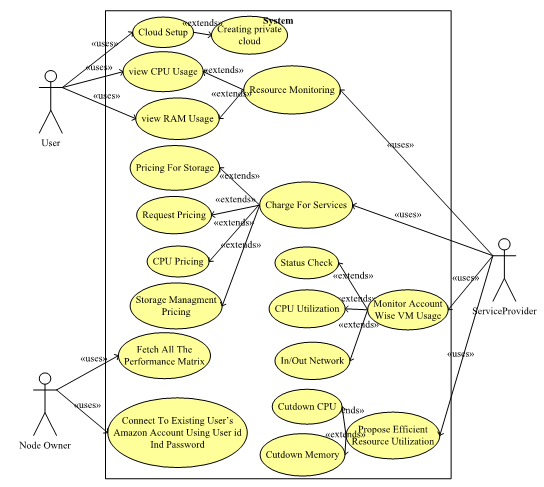 System
«extends»
Cloud Setup
Creating private
cloud
«uses»
«uses»
view CPU Usage
«extends»
«uses»
«extends»
Resource Monitoring
view RAM Usage
User
«uses»
Pricing For Storage
«extends»
«extends»
Request Pricing
Charge For Services
«uses»
«extends»
«extends»
CPU Pricing
Status Check
«extends»
«uses»
Storage Managment
Pricing
CPU Utilization
extends»
Monitor Account
Wise VM Usage
ServiceProvider
«extends»
Fetch All The
Performance Matrix
«uses»
In/Out Network
«uses»
«uses»
Cutdown CPU
nds»
Connect To Existing User's
Amazon Account Using User id
Ind Password
Propose Efficient
Resource Utilization
«extends»
Node Owner
Cutdown Memory